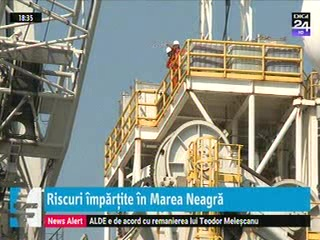 18:35
DIGI
24
HD
Riscuri împărțite în Marea Neagră
News Alert ALDE e de acord cu remanierea lui Teodor Meleșcanu